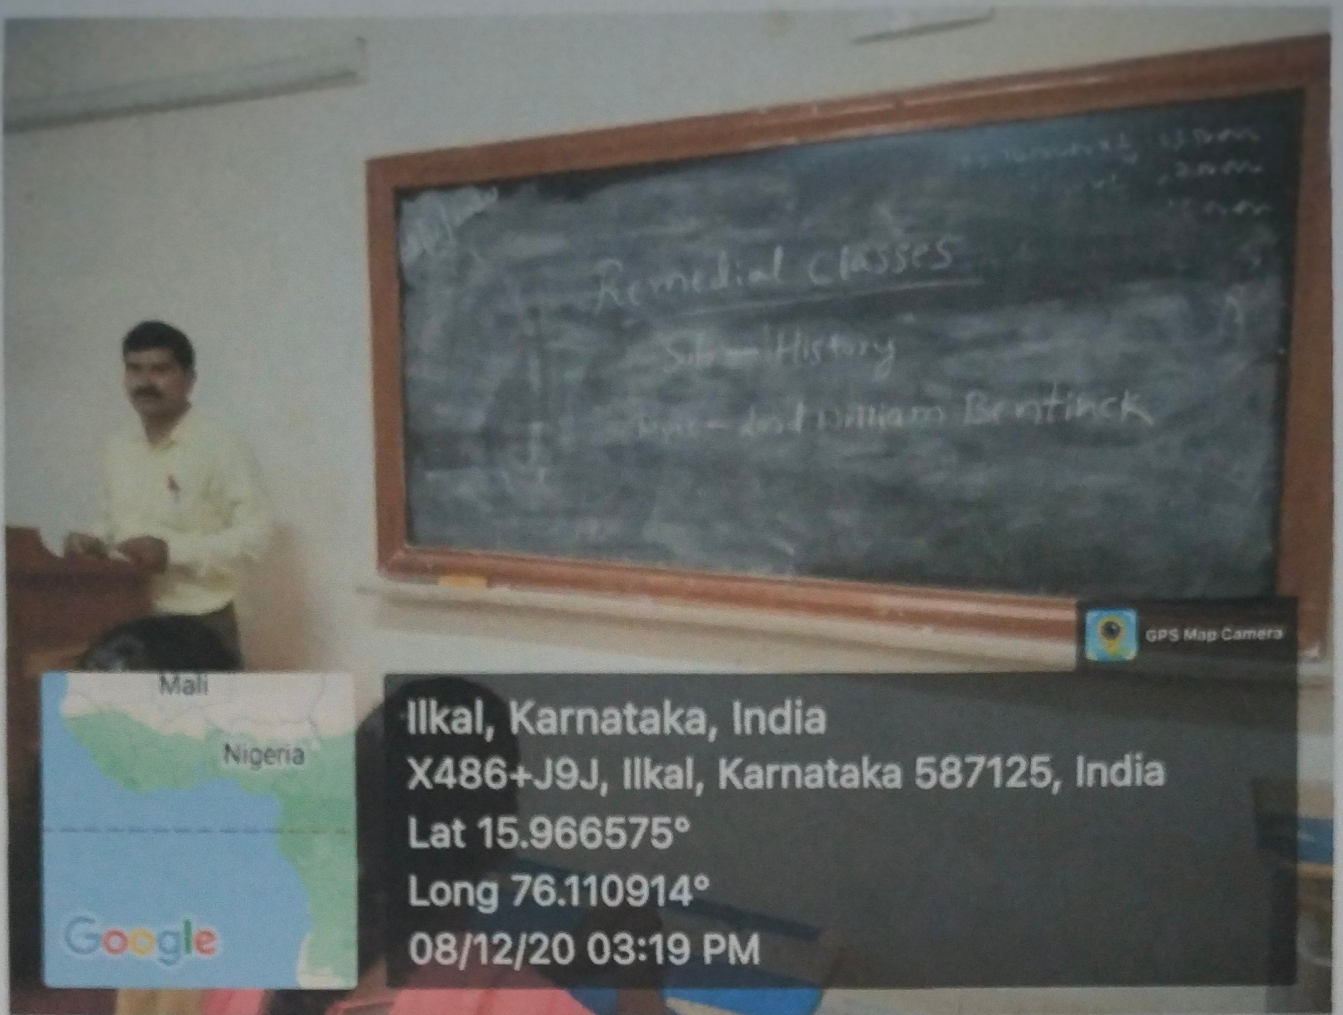 Remedial Classes
Sub - History
William Bentinck
GPS Map Camera
Mali
Nigeria
Google
Ilkal, Karnataka, India
X486+J9J, Ilkal, Karnataka 587125, India
Lat 15.966575°
Long 76.110914°
08/12/20 03:19 PM